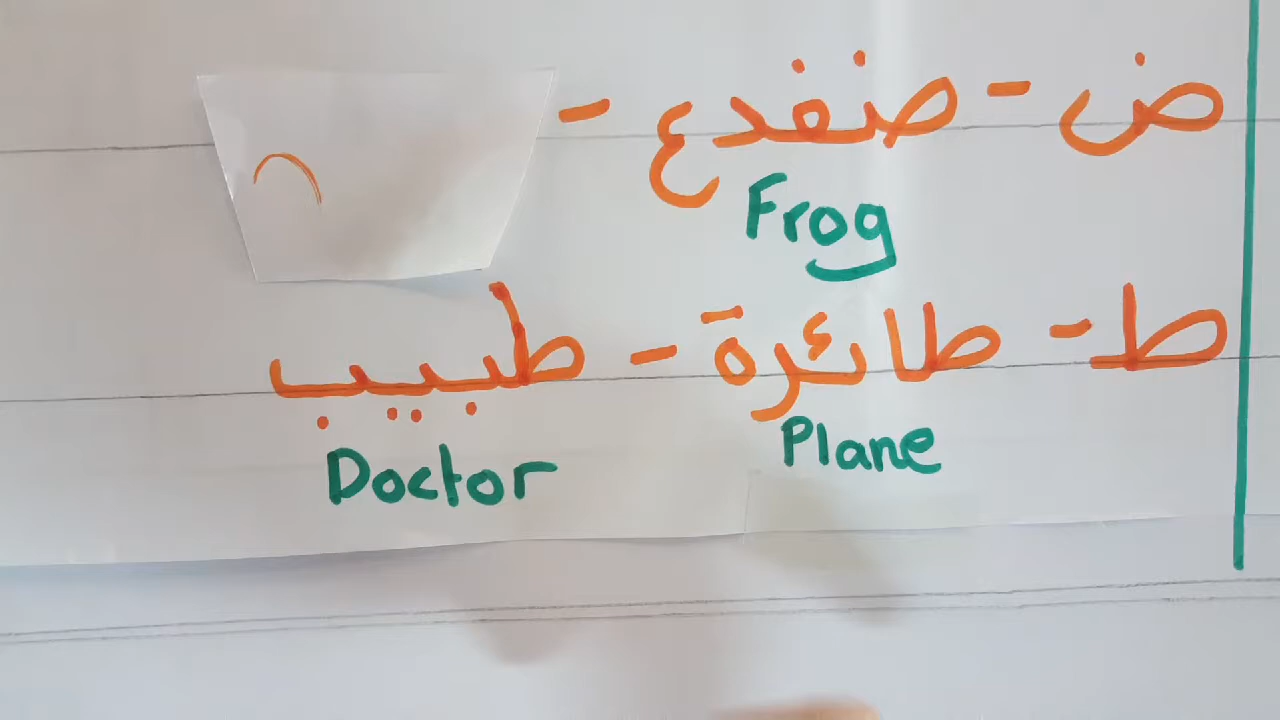 ض - ضفدع -
Frog
ط - طائرة - طبيب
Doctor Plane